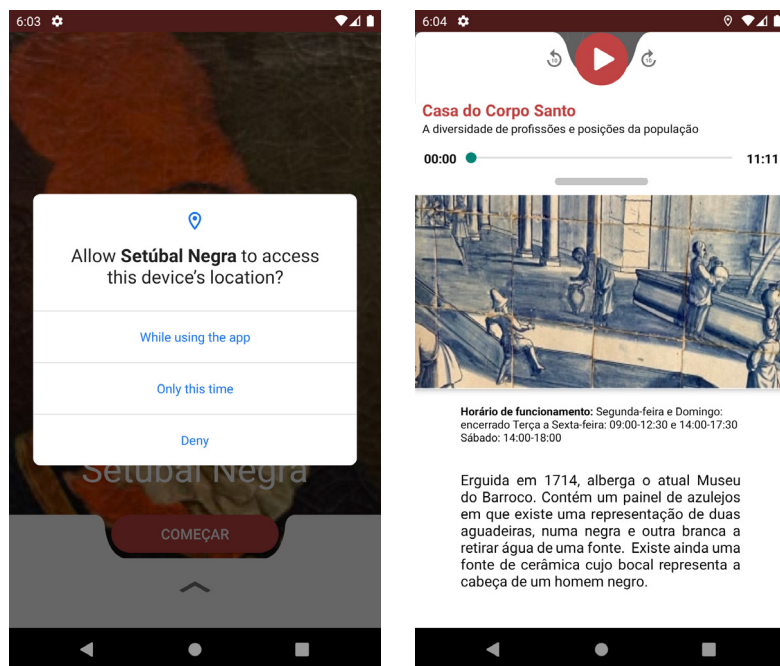 6:03
Allow Setúbal Negra to access
this device's location?
While using the app
Only this time
Deny
Setúbal Negra
COMEÇAR
6:04
10
10
Casa do Corpo Santo
A diversidade de profissões e posições da população
00:00
11:11
Horário de funcionamento: Segunda-feira e Domingo:
encerrado Terça a Sexta-feira: 09:00-12:30 e 14:00-17:30
Sábado: 14:00-18:00
Erguida em 1714, alberga o atual Museu
do Barroco. Contém um painel de azulejos
em que existe uma representação de duas
aguadeiras, numa negra e outra branca a
retirar água de uma fonte. Existe ainda uma
fonte de cerâmica cujo bocal representa a
cabeça de um homem negro.